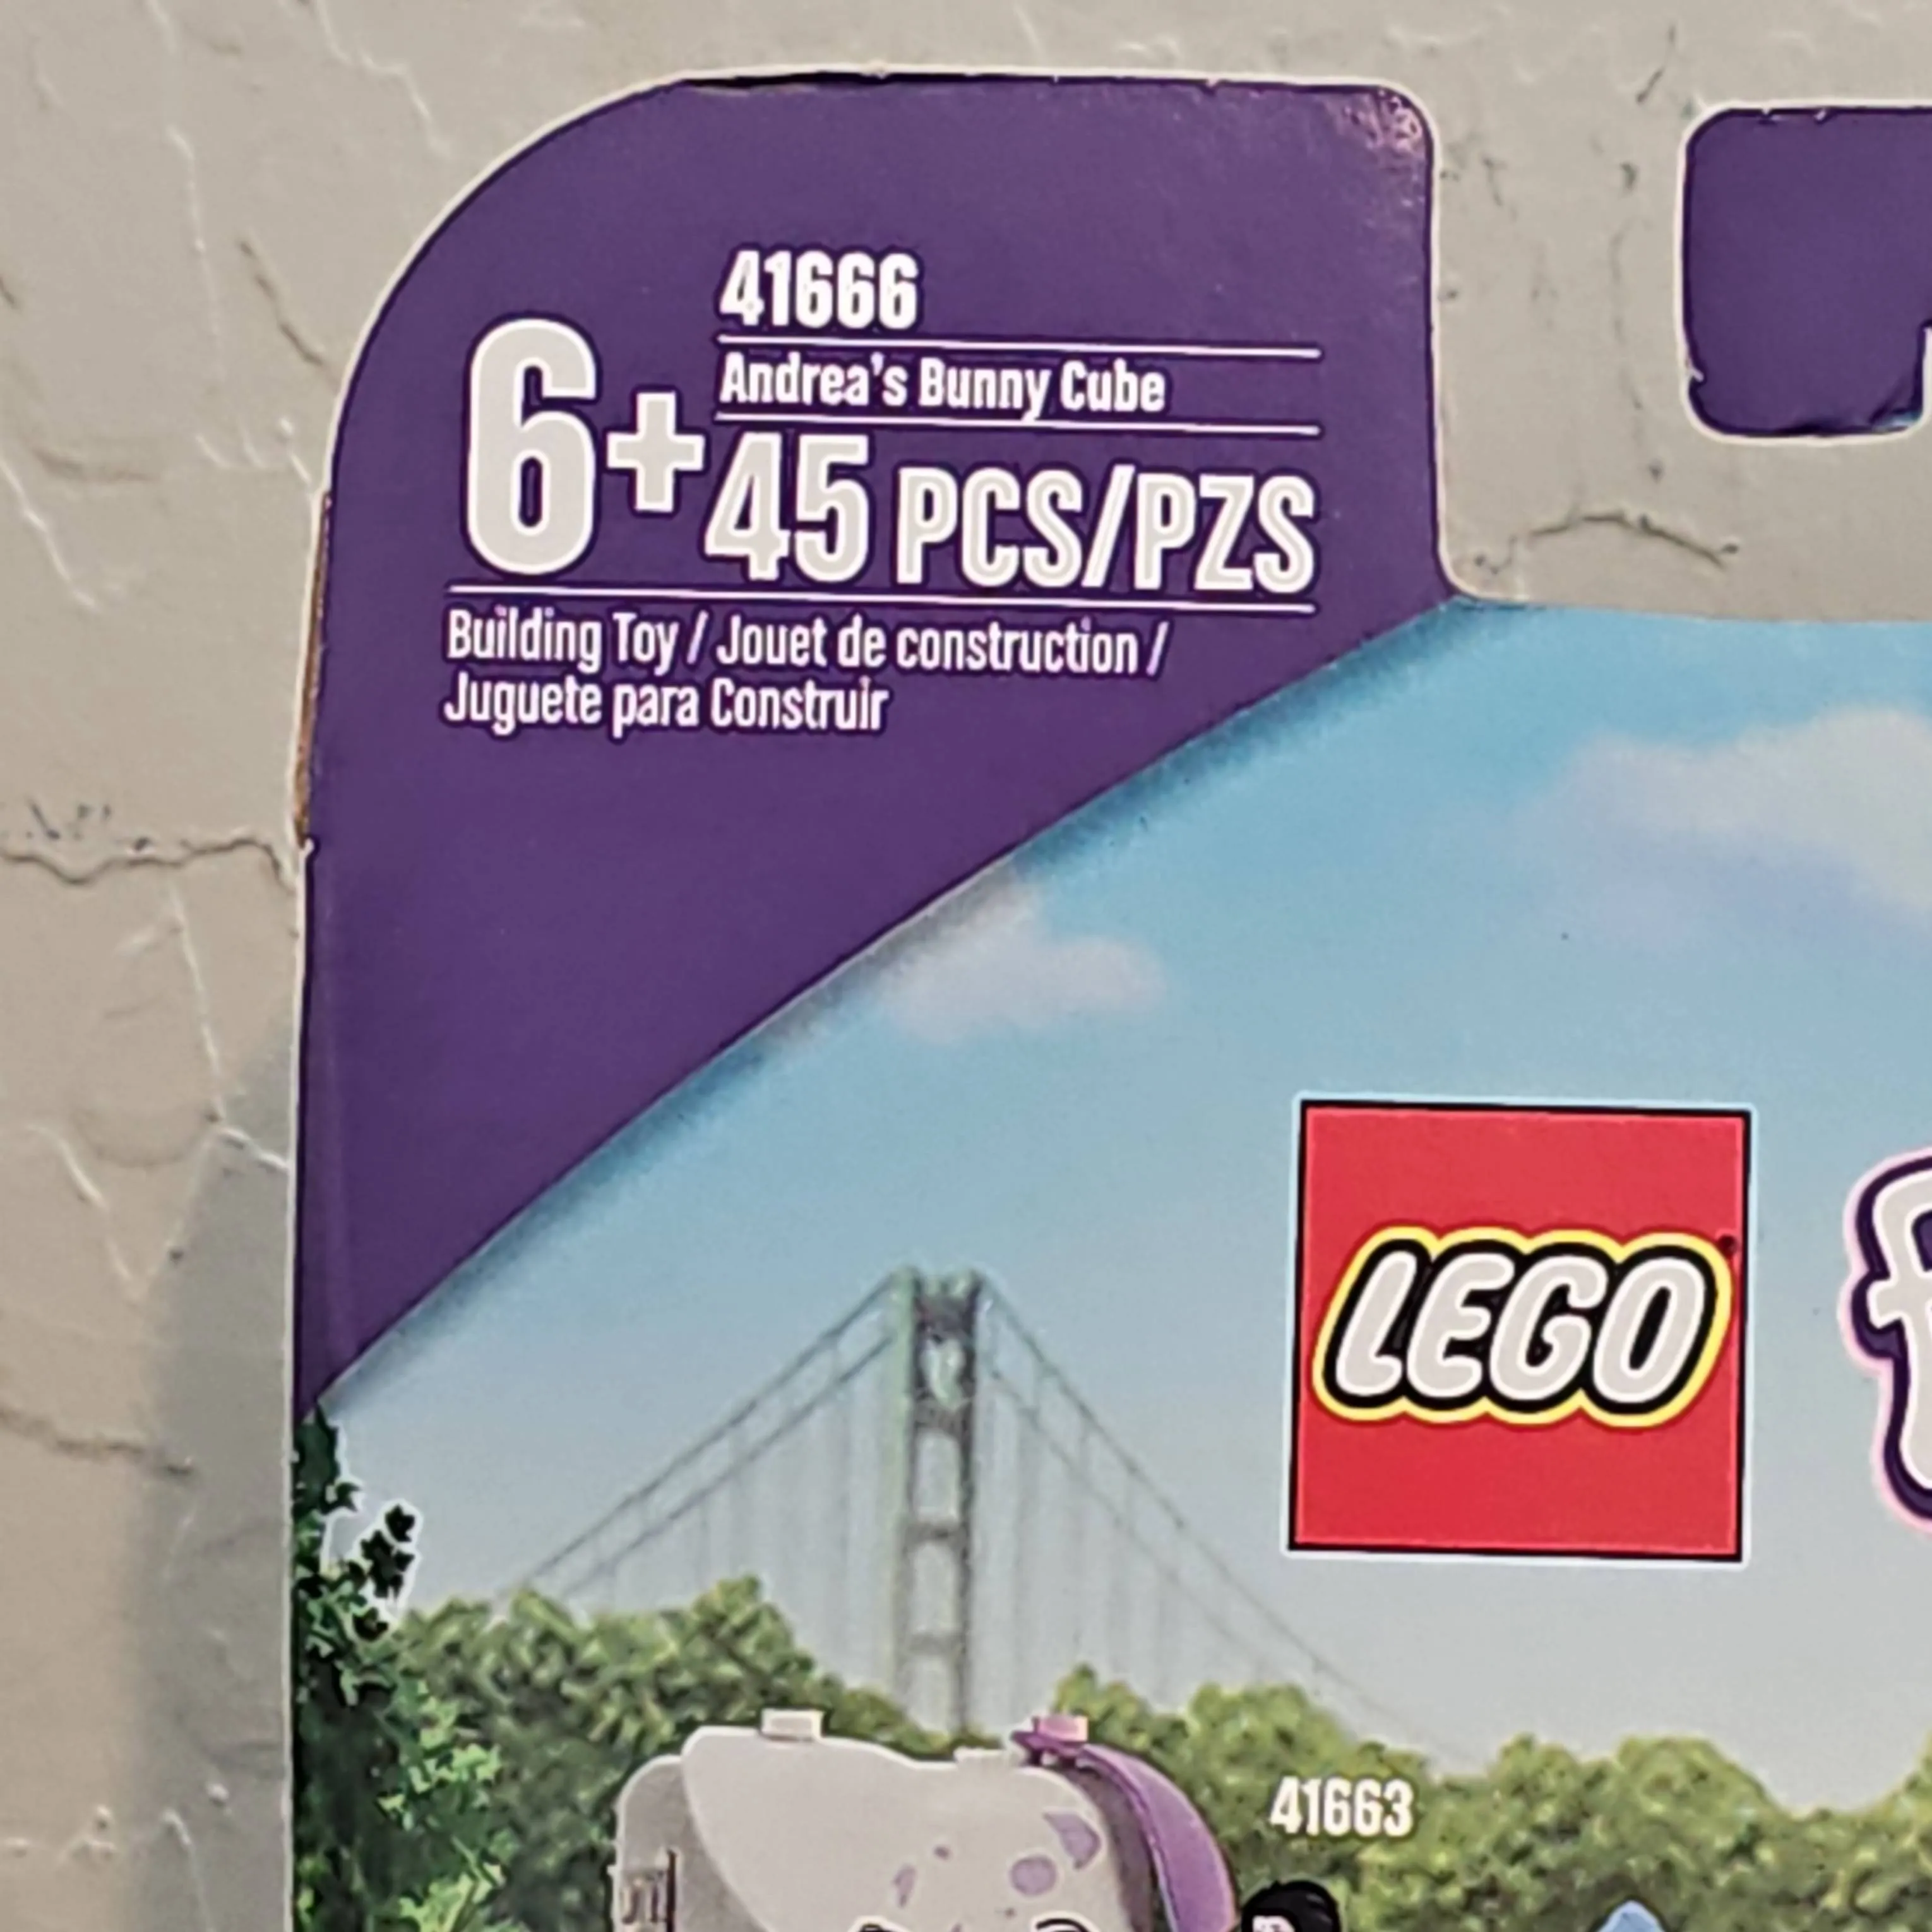 41666
Andrea's Bunny Cube
6+
45 PCS/PZS
Building Toy / Jouet de construction /
Juguete para Construir
LEGO
41663